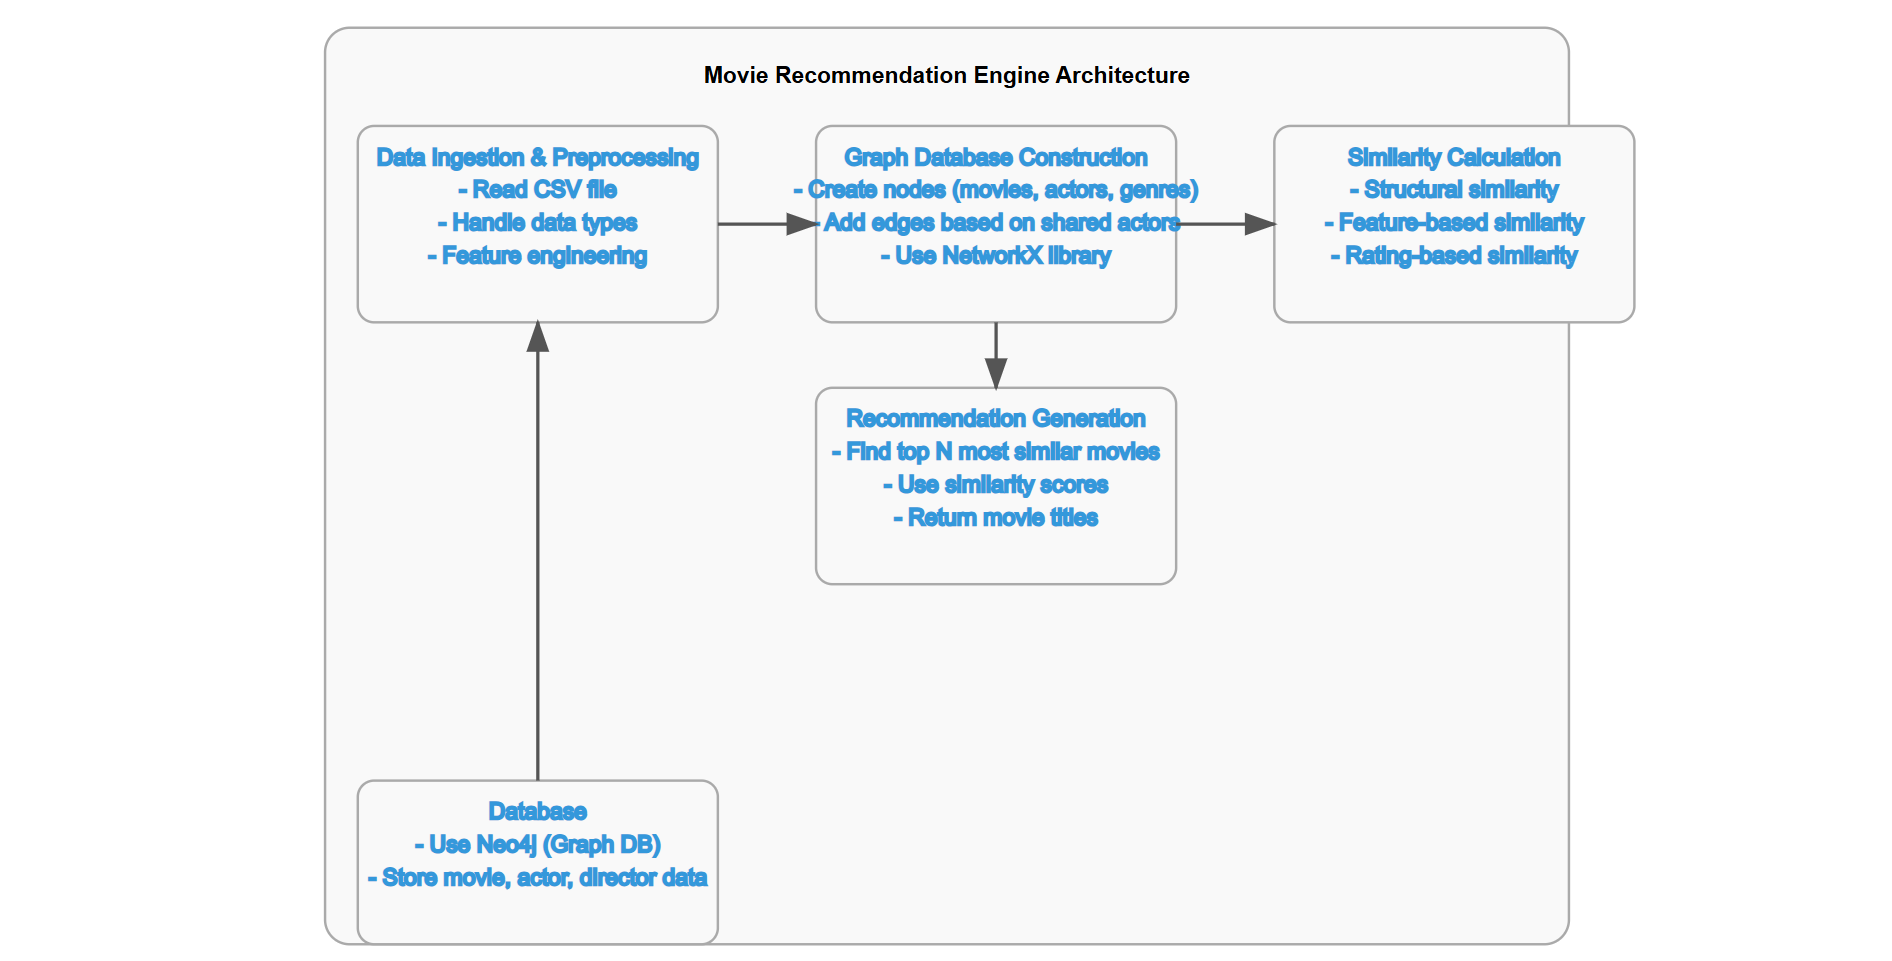 Movie Recommendation Engine Architecture
Data Ingestion & Preprocessing
- Read CSV file
- Handle data types
- Feature engineering
Graph Database Construction
- Create nodes (movies, actors, genres)
- Add edges based on shared actors
- Use NetworkX library
Similarity Calculation
- Structural similarity
- Feature-based similarity
- Rating-based similarity
Recommendation Generation
- Find top N most similar movies
- Use similarity scores
- Return movie titles
Database
- Use Neo4j (Graph DB)
- Store movie, actor, director data